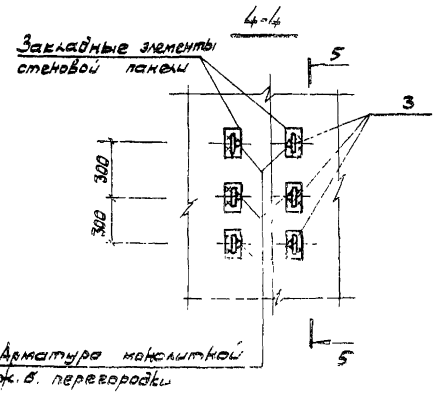 4-4
Закладные элементы
стеновой панели
5
3
300
300
5
Арматура монолитной
ж.б. перегородки